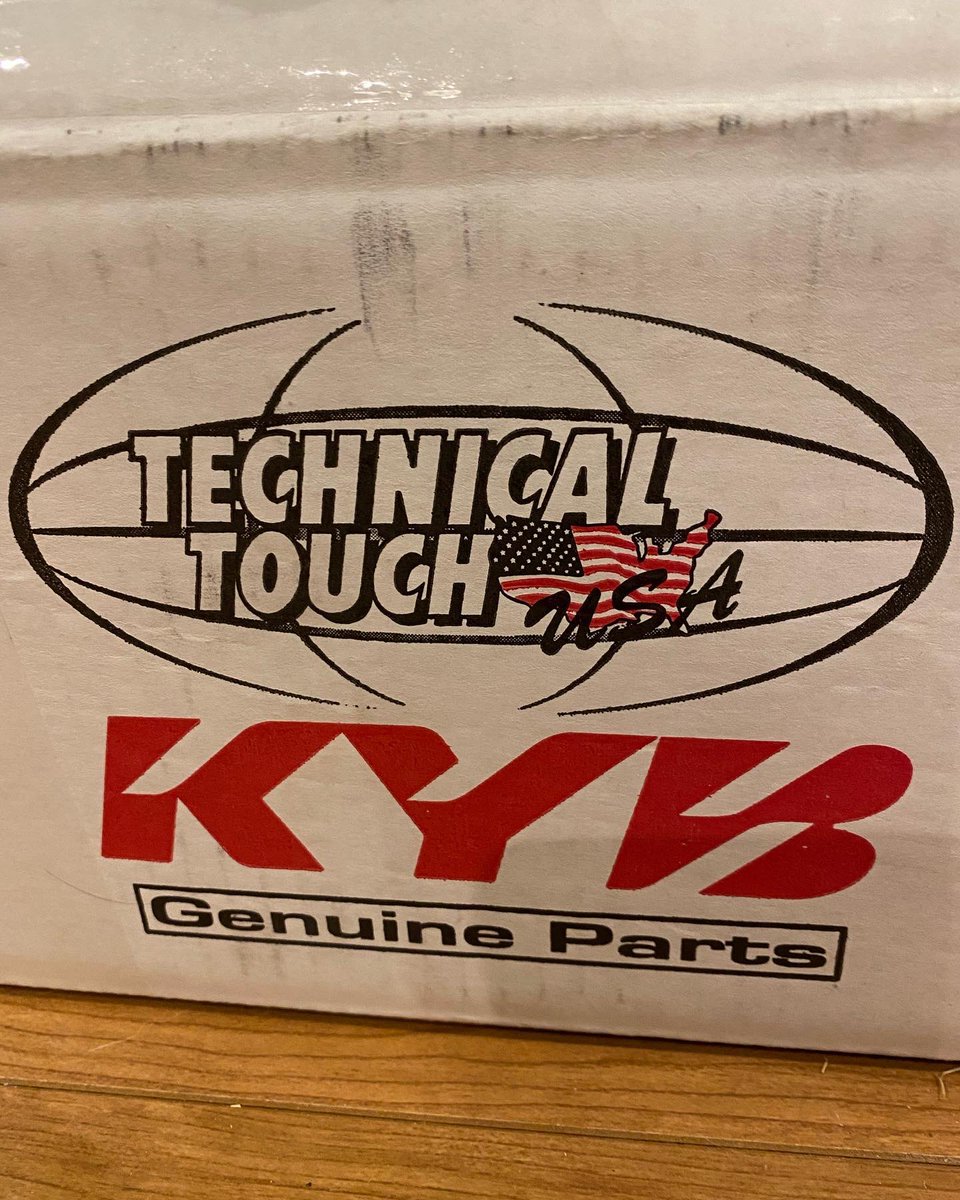 TECHNICAL
TOUCH USA
KYB
Genuine Parts